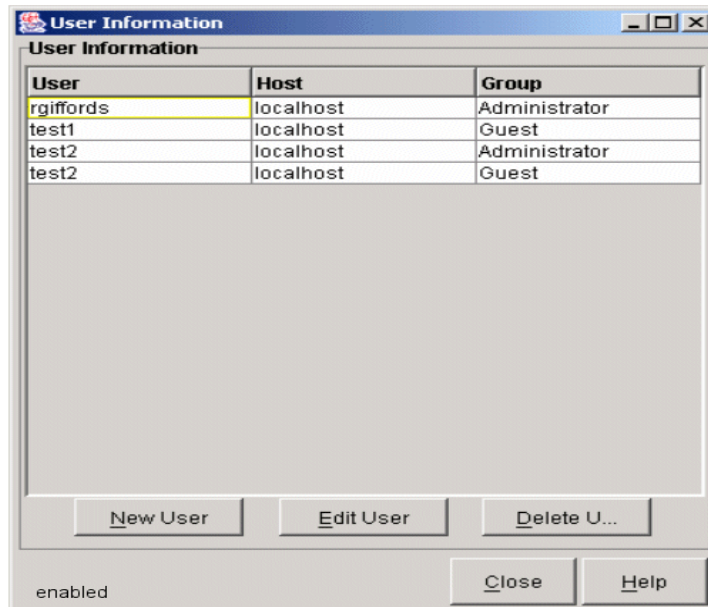 User Information
User Information
User Host Group
rgiffords localhost Administrator
test1 localhost Guest
test2 localhost Administrator
test2 localhost Guest
New User Edit User Delete U...
enabled Close Help